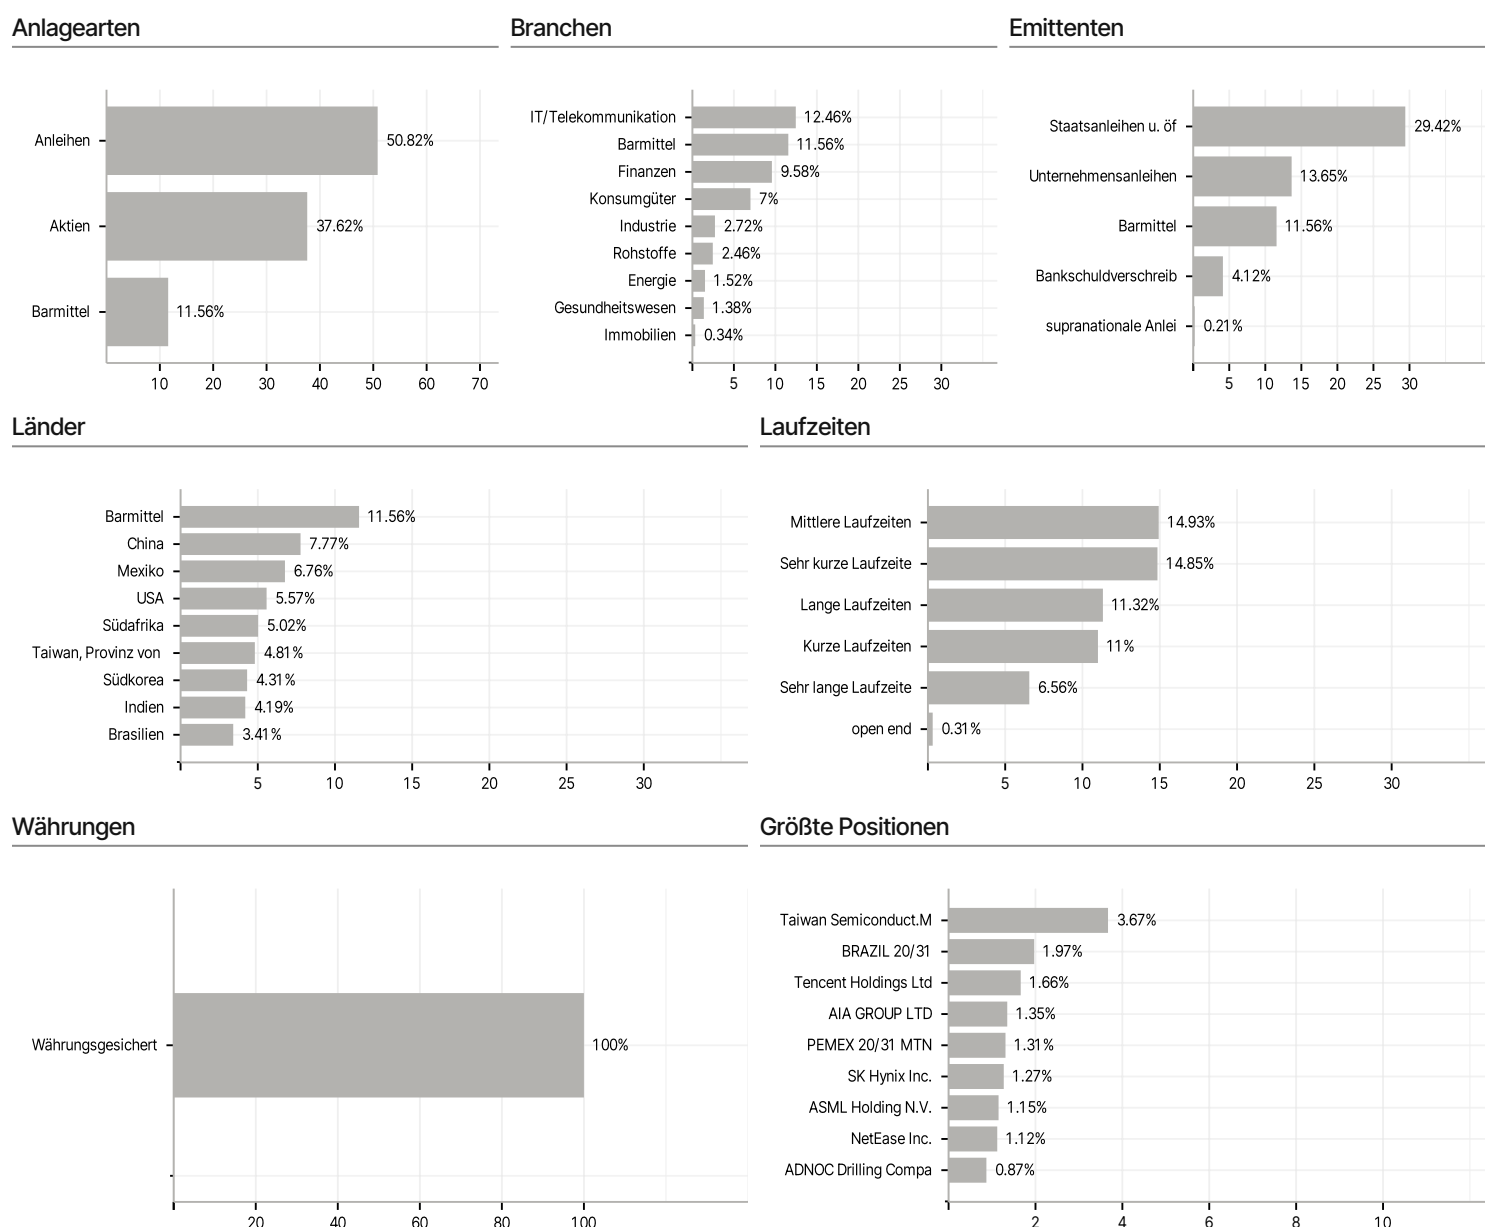 Anlagearten
Anleihen 50.82%
Aktien 37.62%
Barmittel 11.56%
10 20 30 40 50 60 70
Branchen
IT/Telekommunikation 12.46%
Barmittel 11.56%
Finanzen 9.58%
Konsumgüter 7%
Industrie 2.72%
Rohstoffe 2.46%
Energie 1.52%
Gesundheitswesen 1.38%
Immobilien 0.34%
5 10 15 20 25 30
Emittenten
Staatsanleihen u. öf 29.42%
Unternehmensanleihen 13.65%
Barmittel 11.56%
Bankschuldverschreib 4.12%
supranationale Anlei 0.21%
5 10 15 20 25 30
Länder
Barmittel 11.56%
China 7.77%
Mexiko 6.76%
USA 5.57%
Südafrika 5.02%
Taiwan, Provinz von 4.81%
Südkorea 4.31%
Indien 4.19%
Brasilien 3.41%
5 10 15 20 25 30
Laufzeiten
Mittlere Laufzeiten 14.93%
Sehr kurze Laufzeite 14.85%
Lange Laufzeiten 11.32%
Kurze Laufzeiten 11%
Sehr lange Laufzeite 6.56%
open end 0.31%
5 10 15 20 25 30
Währungen
Währungsgesichert 100%
20 40 60 80 100
Größte Positionen
Taiwan Semiconduct.M 3.67%
BRAZIL 20/31 1.97%
Tencent Holdings Ltd 1.66%
AIA GROUP LTD 1.35%
PEMEX 20/31 MTN 1.31%
SK Hynix Inc. 1.27%
ASML Holding N.V. 1.15%
NetEase Inc. 1.12%
ADNOC Drilling Compa 0.87%
2 4 6 8 10